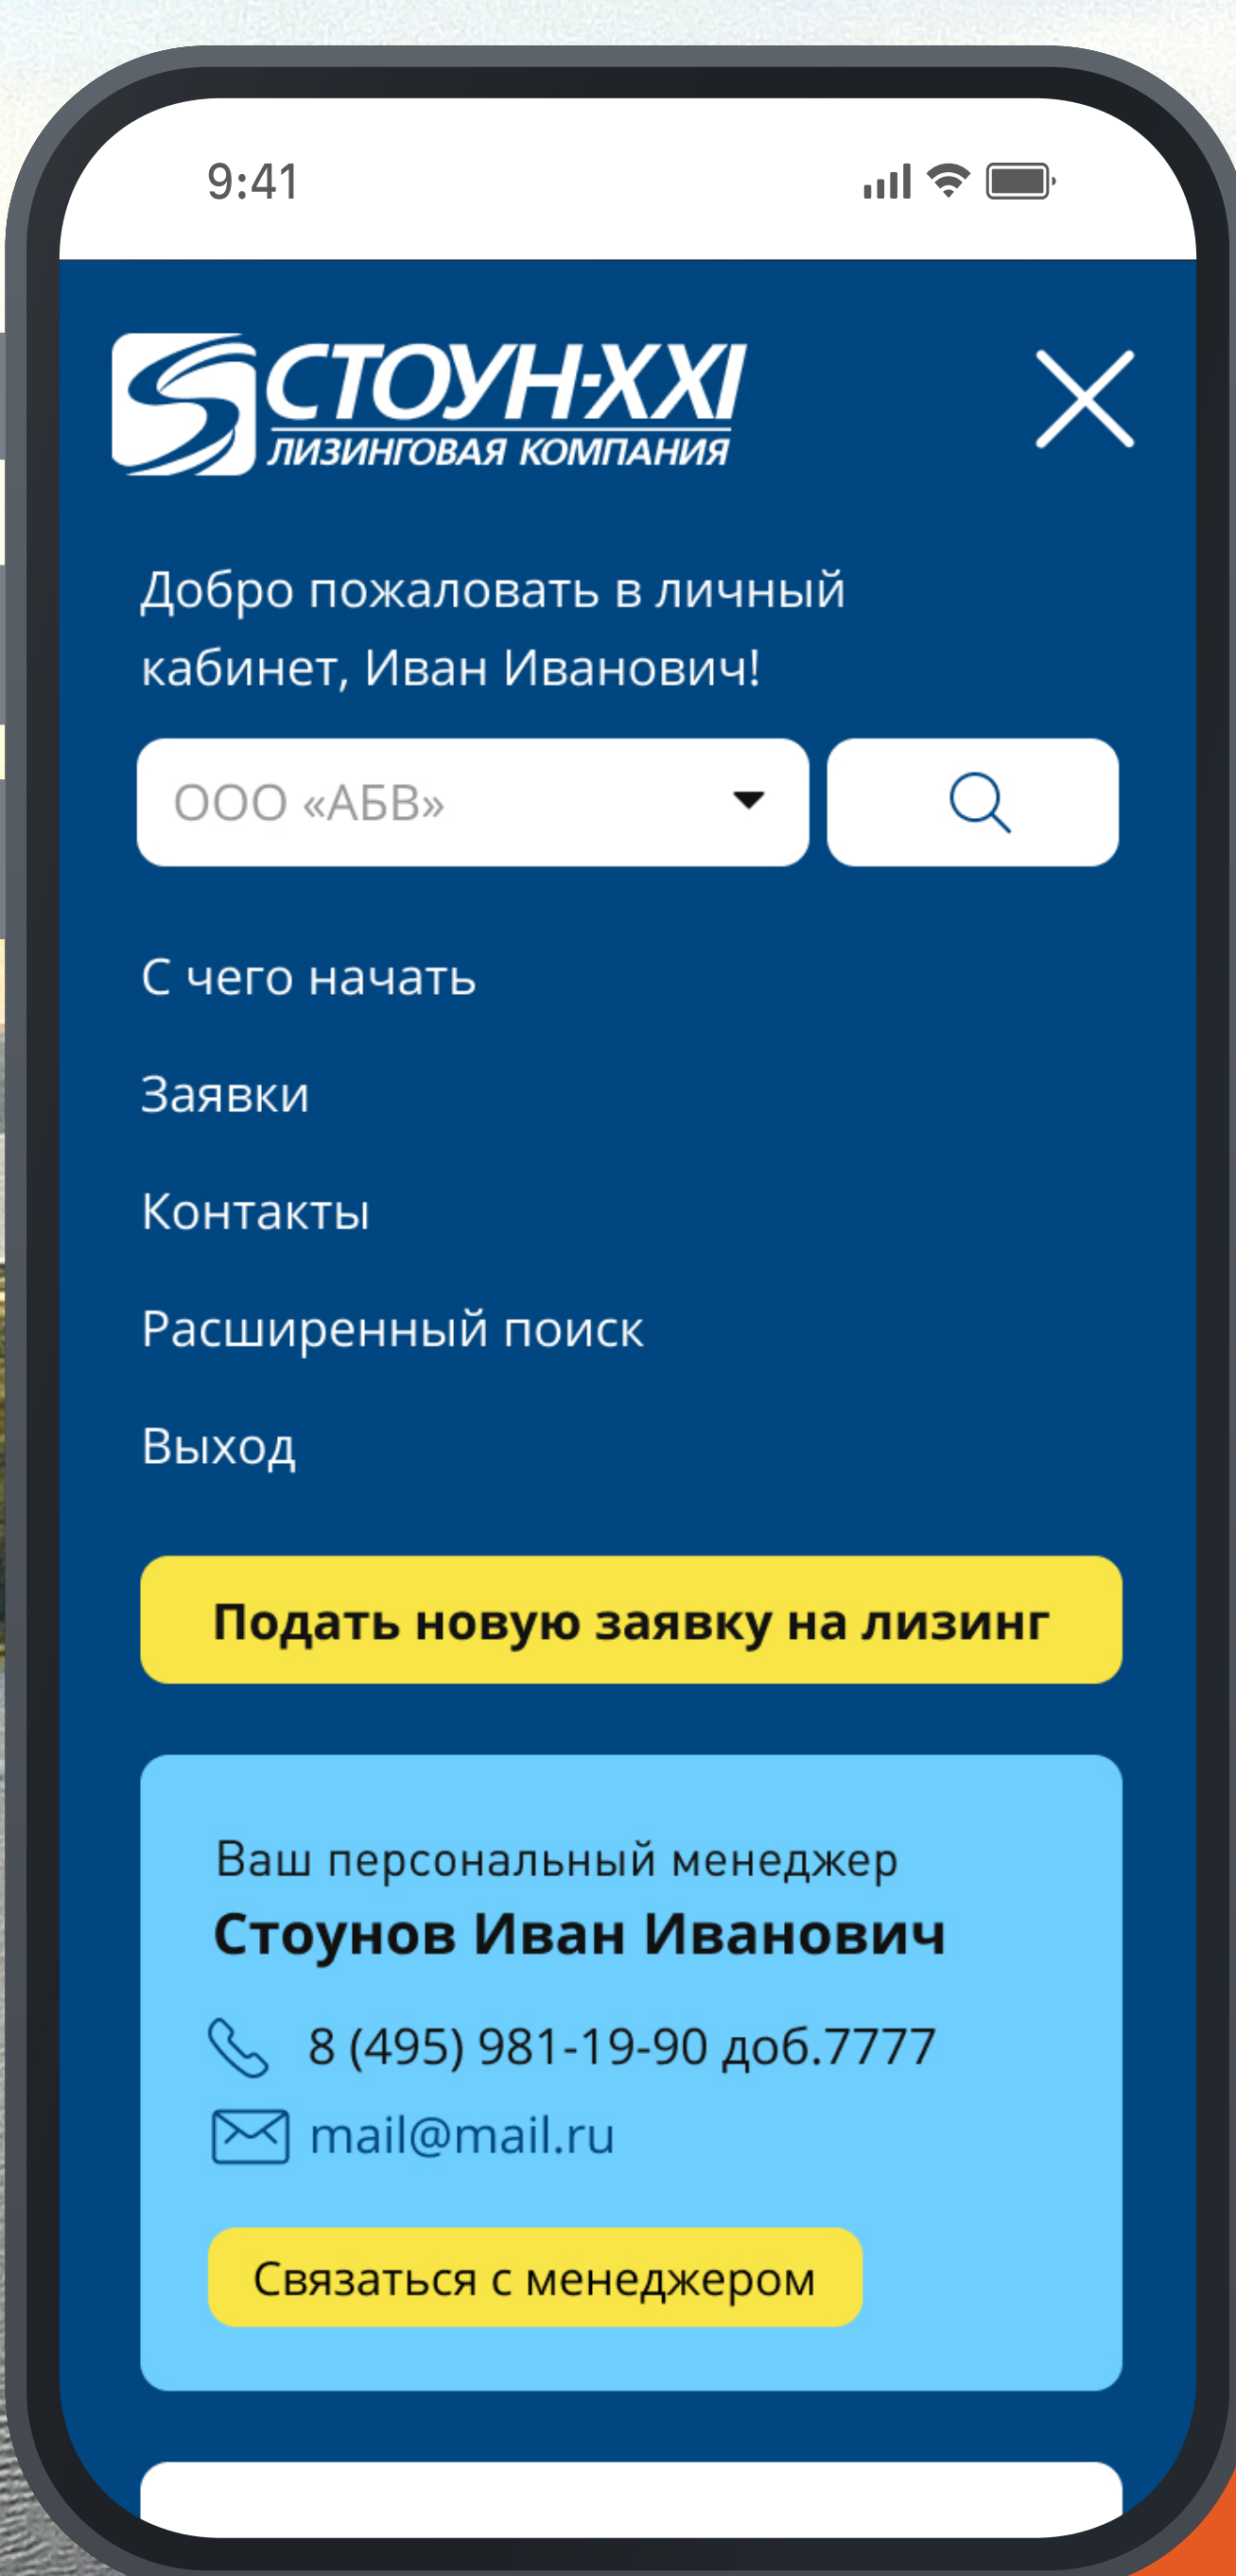 9:41
СТОУН-XXI
ЛИЗИНГОВАЯ КОМПАНИЯ
Добро пожаловать в личный
кабинет, Иван Иванович!
ООО «АБВ»
С чего начать
Заявки
Контакты
Расширенный поиск
Выход
Подать новую заявку на лизинг
Ваш персональный менеджер
Стоунов Иван Иванович
8 (495) 981-19-90 доб.7777
mail@mail.ru
Связаться с менеджером